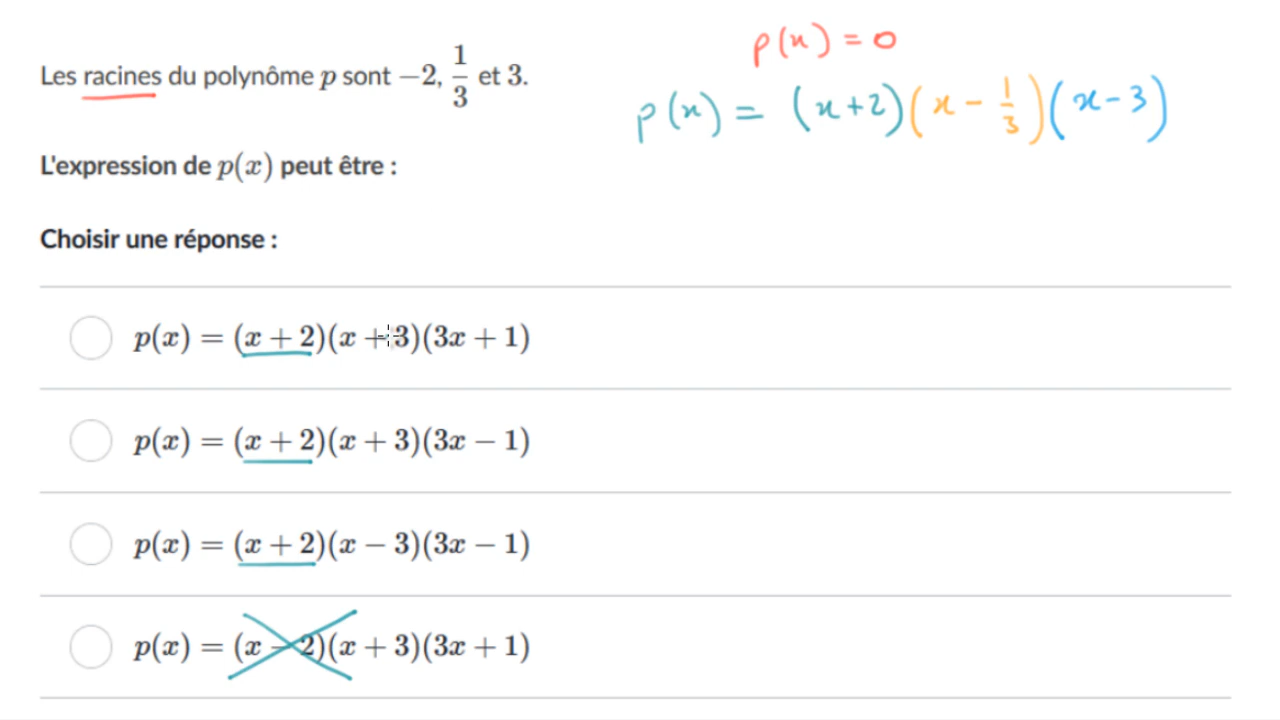 p(x) = 0
Les racines du polynôme p sont −2, 1/3 et 3.
p(x) = (x+2)(x − 1/3)(x−3)
L'expression de p(x) peut être :
Choisir une réponse :
p(x) = (x + 2)(x + 3)(3x + 1)
p(x) = (x + 2)(x + 3)(3x − 1)
p(x) = (x + 2)(x − 3)(3x − 1)
p(x) = (x − 2)(x + 3)(3x + 1)